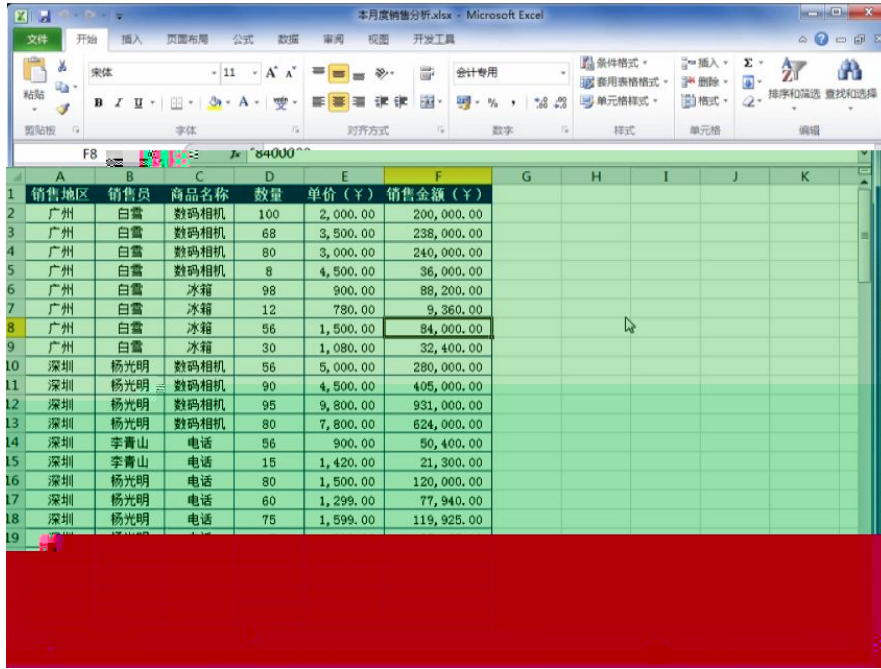 本月度销售分析.xlsx - Microsoft Excel
文件 开始 插入 页面布局 公式 数据 审阅 视图 开发工具
宋体 11 A A 会计专用 条件格式 插入 Σ
粘贴 套用表格格式 删除 排序和筛选 查找和选择
B I U A % , 单元格样式 格式
剪贴板 字体 对齐方式 数字 样式 单元格 编辑
F8 fx 84000
A B C D E F G H I J K
1 销售地区 销售员 商品名称 数量 单价（￥） 销售金额（￥）
2 广州 白雪 数码相机 100 2,000.00 200,000.00
3 广州 白雪 数码相机 68 3,500.00 238,000.00
4 广州 白雪 数码相机 80 3,000.00 240,000.00
5 广州 白雪 数码相机 8 4,500.00 36,000.00
6 广州 白雪 冰箱 98 900.00 88,200.00
7 广州 白雪 冰箱 12 780.00 9,360.00
8 广州 白雪 冰箱 56 1,500.00 84,000.00
9 广州 白雪 冰箱 30 1,080.00 32,400.00
10 深圳 杨光明 数码相机 56 5,000.00 280,000.00
11 深圳 杨光明 数码相机 90 4,500.00 405,000.00
12 深圳 杨光明 数码相机 95 9,800.00 931,000.00
13 深圳 杨光明 数码相机 80 7,800.00 624,000.00
14 深圳 李青山 电话 56 900.00 50,400.00
15 深圳 李青山 电话 15 1,420.00 21,300.00
16 深圳 杨光明 电话 80 1,500.00 120,000.00
17 深圳 杨光明 电话 60 1,299.00 77,940.00
18 深圳 杨光明 电话 75 1,599.00 119,925.00
19